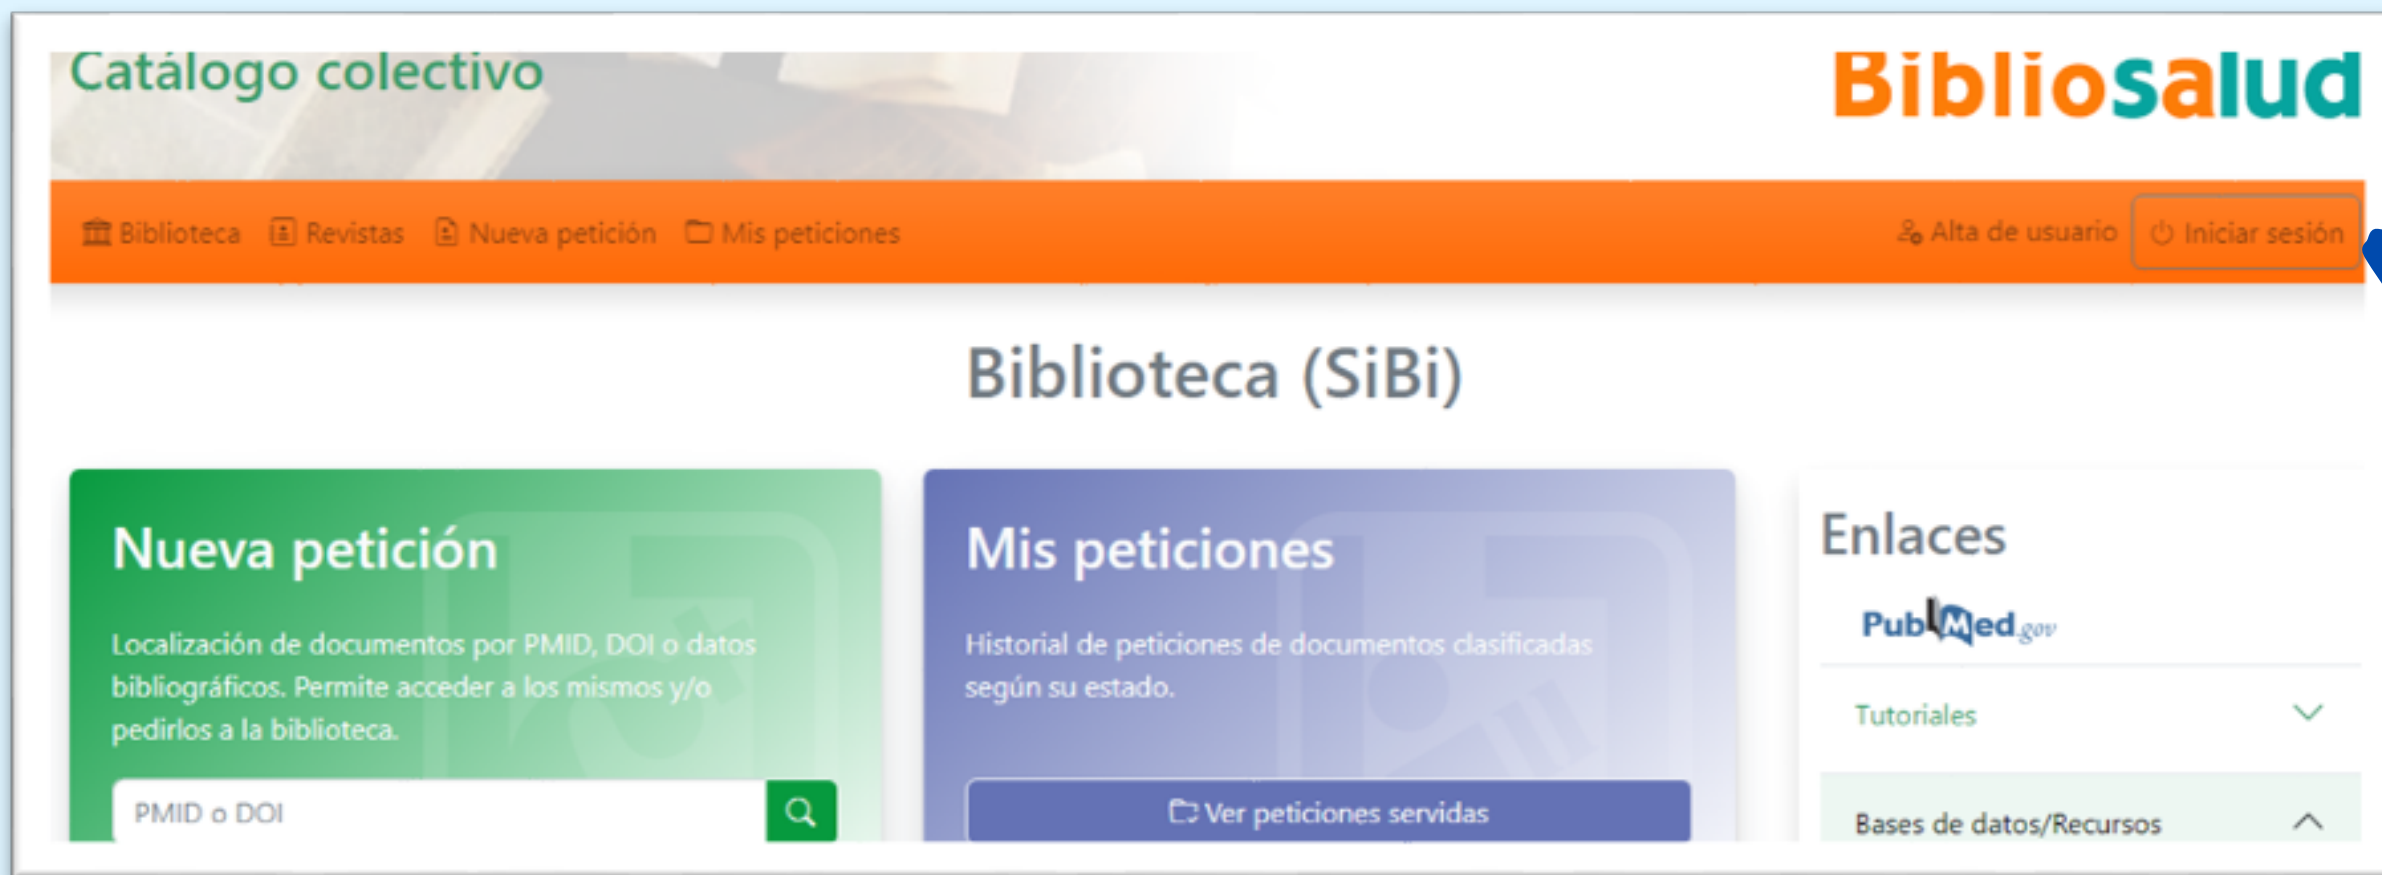 Catálogo colectivo
Bibliosalud
Biblioteca Revistas Nueva petición Mis peticiones
Alta de usuario Iniciar sesión
Biblioteca (SiBi)
Nueva petición
Localización de documentos por PMID, DOI o datos
bibliográficos. Permite acceder a los mismos y/o
pedirlos a la biblioteca.
PMID o DOI
Mis peticiones
Historial de peticiones de documentos clasificadas
según su estado.
Ver peticiones servidas
Enlaces
PubMed.gov
Tutoriales
Bases de datos/Recursos